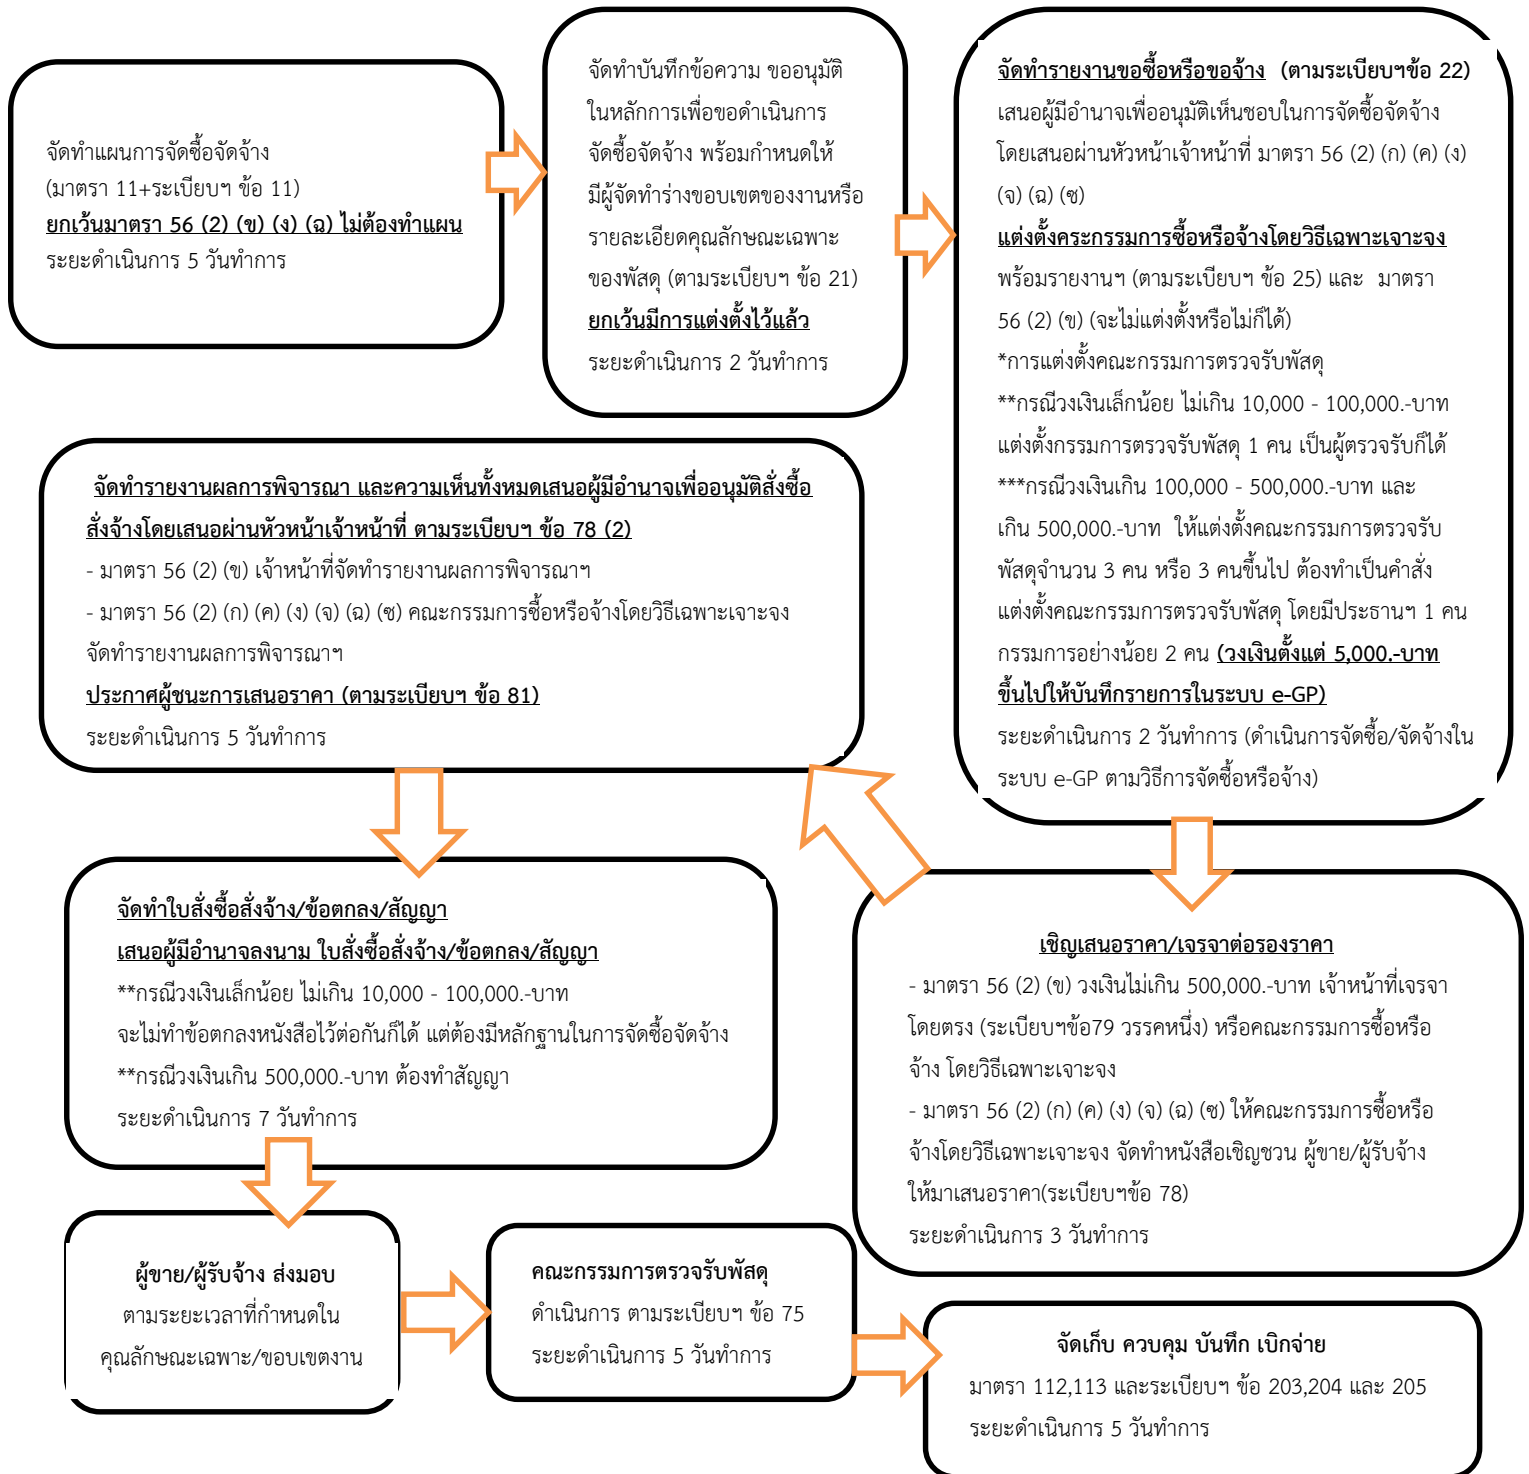 จัดทำแผนการจัดซื้อจัดจ้าง
(มาตรา 11+ระเบียบฯ ข้อ 11)
ยกเว้นมาตรา 56 (2) (ข) (ง) (ฉ) ไม่ต้องทำแผน
ระยะดำเนินการ 5 วันทำการ
จัดทำบันทึกข้อความ ขออนุมัติ
ในหลักการเพื่อขอดำเนินการ
จัดซื้อจัดจ้าง พร้อมกำหนดให้
มีผู้จัดทำร่างขอบเขตของงานหรือ
รายละเอียดคุณลักษณะเฉพาะ
ของพัสดุ (ตามระเบียบฯ ข้อ 21)
ยกเว้นมีการแต่งตั้งไว้แล้ว
ระยะดำเนินการ 2 วันทำการ
จัดทำรายงานขอซื้อหรือขอจ้าง (ตามระเบียบฯข้อ 22)
เสนอผู้มีอำนาจเพื่ออนุมัติเห็นชอบในการจัดซื้อจัดจ้าง
โดยเสนอผ่านหัวหน้าเจ้าหน้าที่ มาตรา 56 (2) (ก) (ค) (ง)
(จ) (ฉ) (ซ)
แต่งตั้งคระกรรมการซื้อหรือจ้างโดยวิธีเฉพาะเจาะจง
พร้อมรายงานฯ (ตามระเบียบฯ ข้อ 25) และ มาตรา
56 (2) (ข) (จะไม่แต่งตั้งหรือไม่ก็ได้)
*การแต่งตั้งคณะกรรมการตรวจรับพัสดุ
**กรณีวงเงินเล็กน้อย ไม่เกิน 10,000 - 100,000.-บาท
แต่งตั้งกรรมการตรวจรับพัสดุ 1 คน เป็นผู้ตรวจรับก็ได้
***กรณีวงเงินเกิน 100,000 - 500,000.-บาท และ
เกิน 500,000.-บาท ให้แต่งตั้งคณะกรรมการตรวจรับ
พัสดุจำนวน 3 คน หรือ 3 คนขึ้นไป ต้องทำเป็นคำสั่ง
แต่งตั้งคณะกรรมการตรวจรับพัสดุ โดยมีประธานฯ 1 คน
กรรมการอย่างน้อย 2 คน (วงเงินตั้งแต่ 5,000.-บาท
ขึ้นไปให้บันทึกรายการในระบบ e-GP)
ระยะดำเนินการ 2 วันทำการ (ดำเนินการจัดซื้อ/จัดจ้างใน
ระบบ e-GP ตามวิธีการจัดซื้อหรือจ้าง)
เชิญเสนอราคา/เจรจาต่อรองราคา
- มาตรา 56 (2) (ข) วงเงินไม่เกิน 500,000.-บาท เจ้าหน้าที่เจรจา
โดยตรง (ระเบียบฯข้อ79 วรรคหนึ่ง) หรือคณะกรรมการซื้อหรือ
จ้าง โดยวิธีเฉพาะเจาะจง
- มาตรา 56 (2) (ก) (ค) (ง) (จ) (ฉ) (ซ) ให้คณะกรรมการซื้อหรือ
จ้างโดยวิธีเฉพาะเจาะจง จัดทำหนังสือเชิญชวน ผู้ขาย/ผู้รับจ้าง
ให้มาเสนอราคา(ระเบียบฯข้อ 78)
ระยะดำเนินการ 3 วันทำการ
จัดทำรายงานผลการพิจารณา และความเห็นทั้งหมดเสนอผู้มีอำนาจเพื่ออนุมัติสั่งซื้อ
สั่งจ้างโดยเสนอผ่านหัวหน้าเจ้าหน้าที่ ตามระเบียบฯ ข้อ 78 (2)
- มาตรา 56 (2) (ข) เจ้าหน้าที่จัดทำรายงานผลการพิจารณาฯ
- มาตรา 56 (2) (ก) (ค) (ง) (จ) (ฉ) (ซ) คณะกรรมการซื้อหรือจ้างโดยวิธีเฉพาะเจาะจง
จัดทำรายงานผลการพิจารณาฯ
ประกาศผู้ชนะการเสนอราคา (ตามระเบียบฯ ข้อ 81)
ระยะดำเนินการ 5 วันทำการ
จัดทำใบสั่งซื้อสั่งจ้าง/ข้อตกลง/สัญญา
เสนอผู้มีอำนาจลงนาม ใบสั่งซื้อสั่งจ้าง/ข้อตกลง/สัญญา
**กรณีวงเงินเล็กน้อย ไม่เกิน 10,000 - 100,000.-บาท
จะไม่ทำข้อตกลงหนังสือไว้ต่อกันก็ได้ แต่ต้องมีหลักฐานในการจัดซื้อจัดจ้าง
**กรณีวงเงินเกิน 500,000.-บาท ต้องทำสัญญา
ระยะดำเนินการ 7 วันทำการ
ผู้ขาย/ผู้รับจ้าง ส่งมอบ
ตามระยะเวลาที่กำหนดใน
คุณลักษณะเฉพาะ/ขอบเขตงาน
คณะกรรมการตรวจรับพัสดุ
ดำเนินการ ตามระเบียบฯ ข้อ 75
ระยะดำเนินการ 5 วันทำการ
จัดเก็บ ควบคุม บันทึก เบิกจ่าย
มาตรา 112,113 และระเบียบฯ ข้อ 203,204 และ 205
ระยะดำเนินการ 5 วันทำการ